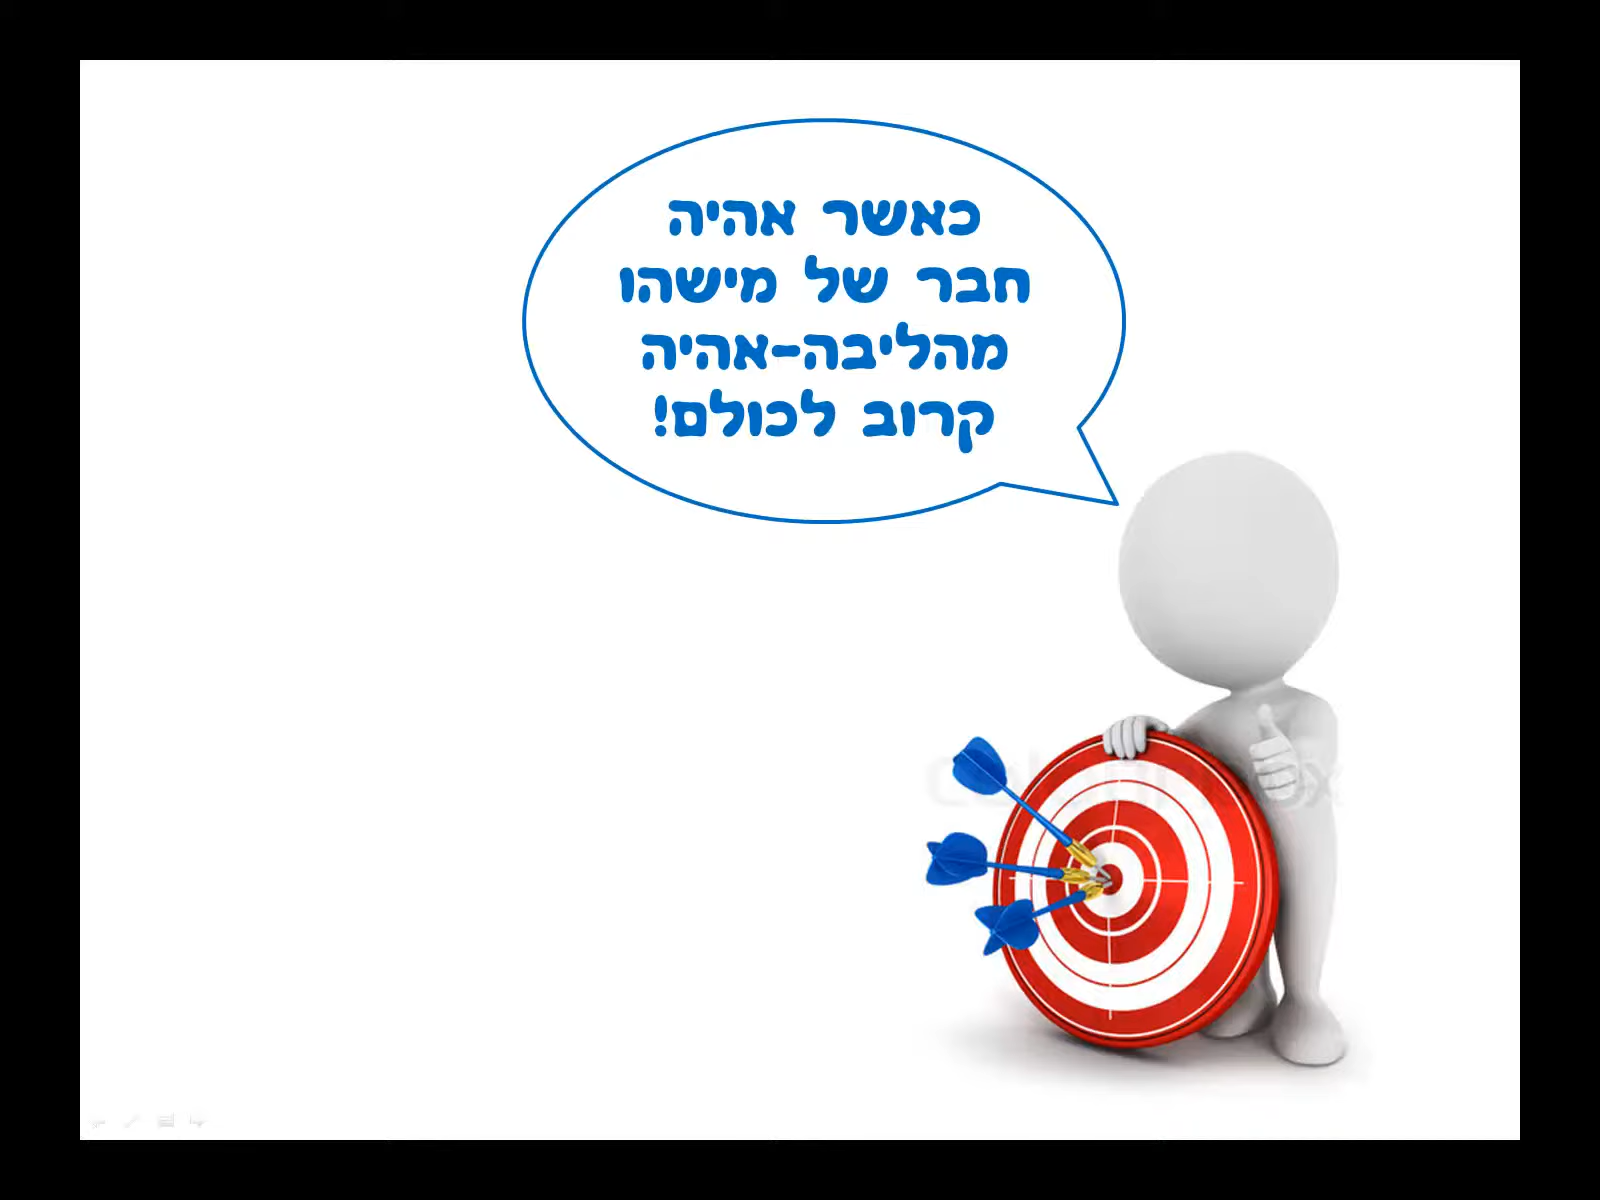 כאשר אהיה
חבר של מישהו
מהליבה-אהיה
קרוב לכולם!